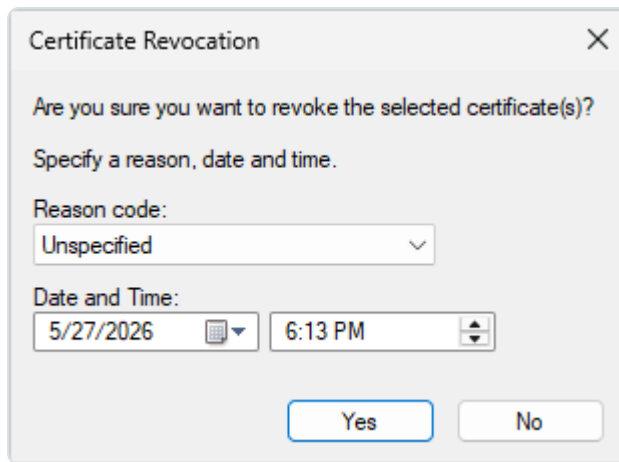 Certificate Revocation
Are you sure you want to revoke the selected certificate(s)?
Specify a reason, date and time.
Reason code:
Unspecified
Date and Time:
5/27/2026 6:13 PM
Yes No